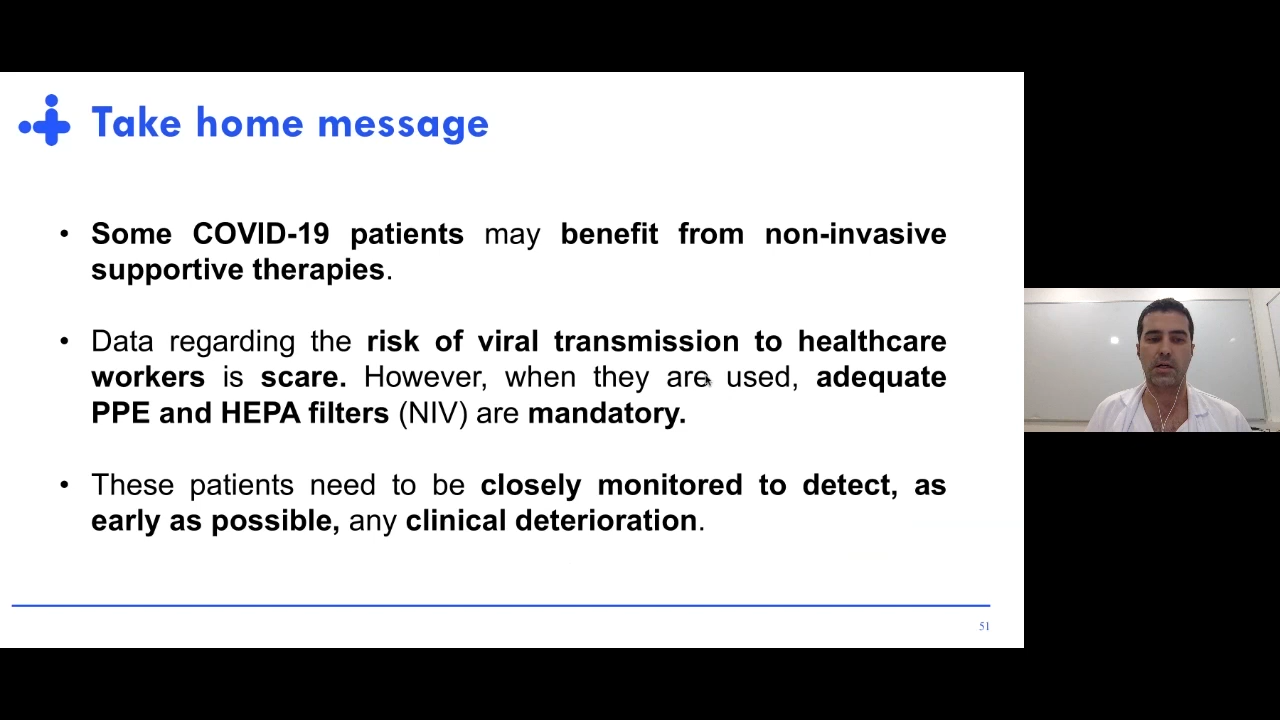 Take home message
• Some COVID-19 patients may benefit from non-invasive
supportive therapies.
• Data regarding the risk of viral transmission to healthcare
workers is scare. However, when they are used, adequate
PPE and HEPA filters (NIV) are mandatory.
• These patients need to be closely monitored to detect, as
early as possible, any clinical deterioration.
51